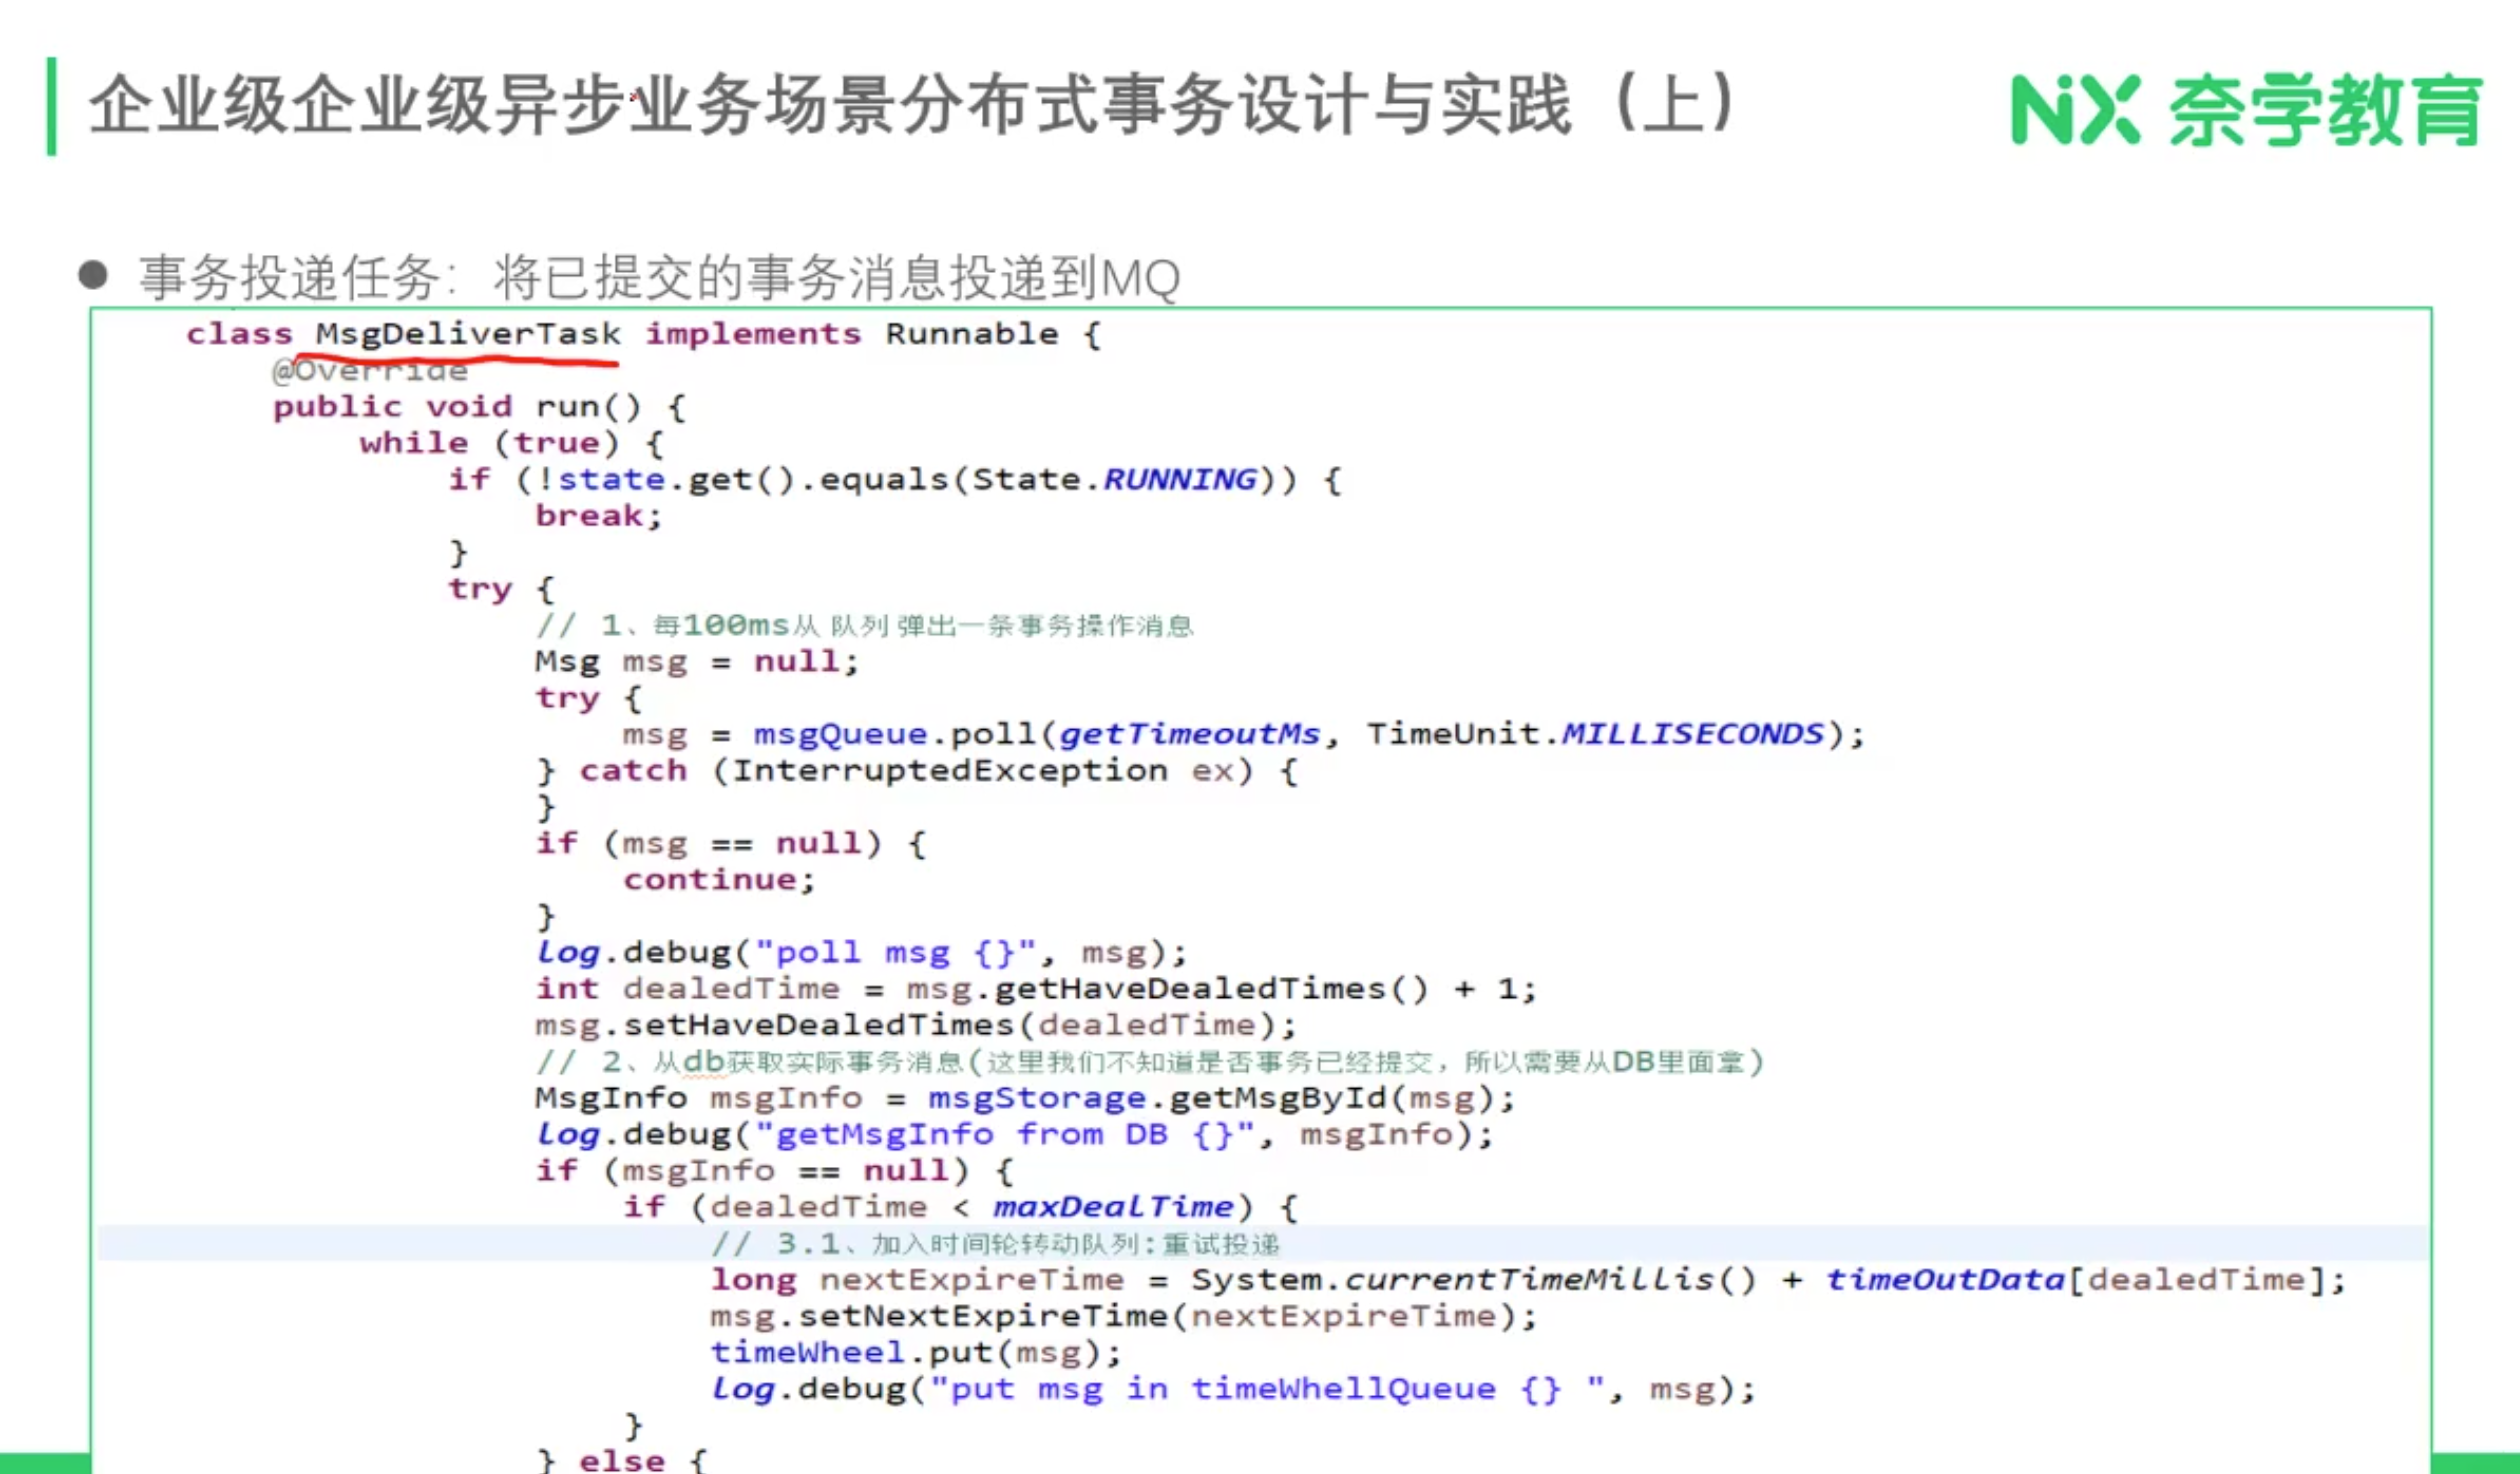 企业级企业级异步业务场景分布式事务设计与实践（上）
NiX 奈学教育
● 事务投递任务：将已提交的事务消息投递到MQ
class MsgDeliverTask implements Runnable {
@Override
public void run() {
while (true) {
if (!state.get().equals(State.RUNNING)) {
break;
}
try {
// 1、每100ms从 队列 弹出一条事务操作消息
Msg msg = null;
try {
msg = msgQueue.poll(getTimeoutMs, TimeUnit.MILLISECONDS);
} catch (InterruptedException ex) {
}
if (msg == null) {
continue;
}
log.debug("poll msg {}", msg);
int dealedTime = msg.getHaveDealedTimes() + 1;
msg.setHaveDealedTimes(dealedTime);
// 2、从db获取实际事务消息(这里我们不知道是否事务已经提交，所以需要从DB里面拿)
MsgInfo msgInfo = msgStorage.getMsgById(msg);
log.debug("getMsgInfo from DB {}", msgInfo);
if (msgInfo == null) {
if (dealedTime < maxDealTime) {
// 3.1、加入时间轮转动队列:重试投递
long nextExpireTime = System.currentTimeMillis() + timeOutData[dealedTime];
msg.setNextExpireTime(nextExpireTime);
timeWheel.put(msg);
log.debug("put msg in timeWhellQueue {} ", msg);
}
} else {